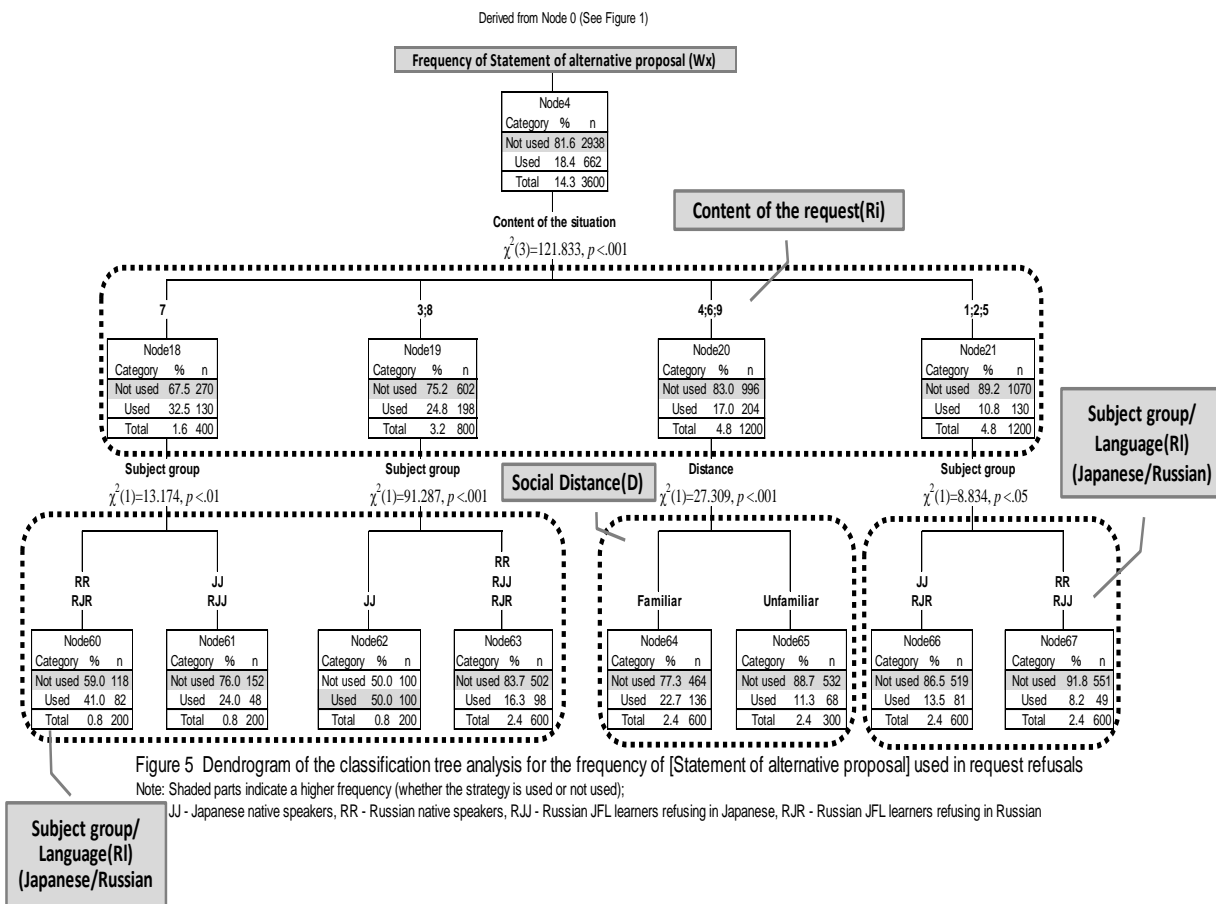 Derived from Node 0 (See Figure 1)
Frequency of Statement of alternative proposal (Wx)
Node4
Category % n
Not used 81.6 2938
Used 18.4 662
Total 14.3 3600
Content of the situation
χ²(3)=121.833, p<.001
Content of the request(Ri)
7
3;8
4;6;9
1;2;5
Node18
Category % n
Not used 67.5 270
Used 32.5 130
Total 1.6 400
Node19
Category % n
Not used 75.2 602
Used 24.8 198
Total 3.2 800
Node20
Category % n
Not used 83.0 996
Used 17.0 204
Total 4.8 1200
Node21
Category % n
Not used 89.2 1070
Used 10.8 130
Total 4.8 1200
Subject group/
Language(Rl)
(Japanese/Russian)
Subject group
χ²(1)=13.174, p<.01
Subject group
χ²(1)=91.287, p<.001
Social Distance(D)
Distance
χ²(1)=27.309, p<.001
Subject group
χ²(1)=8.834, p<.05
RR
RJR
JJ
RJJ
JJ
RR
RJJ
RJR
Familiar
Unfamiliar
JJ
RJR
RR
RJJ
Node60
Category % n
Not used 59.0 118
Used 41.0 82
Total 0.8 200
Node61
Category % n
Not used 76.0 152
Used 24.0 48
Total 0.8 200
Node62
Category % n
Not used 50.0 100
Used 50.0 100
Total 0.8 200
Node63
Category % n
Not used 83.7 502
Used 16.3 98
Total 2.4 600
Node64
Category % n
Not used 77.3 464
Used 22.7 136
Total 2.4 600
Node65
Category % n
Not used 88.7 532
Used 11.3 68
Total 2.4 300
Node66
Category % n
Not used 86.5 519
Used 13.5 81
Total 2.4 600
Node67
Category % n
Not used 91.8 551
Used 8.2 49
Total 2.4 600
Figure 5 Dendrogram of the classification tree analysis for the frequency of [Statement of alternative proposal] used in request refusals
Note: Shaded parts indicate a higher frequency (whether the strategy is used or not used);
JJ - Japanese native speakers, RR - Russian native speakers, RJJ - Russian JFL learners refusing in Japanese, RJR - Russian JFL learners refusing in Russian
Subject group/
Language(Rl)
(Japanese/Russian